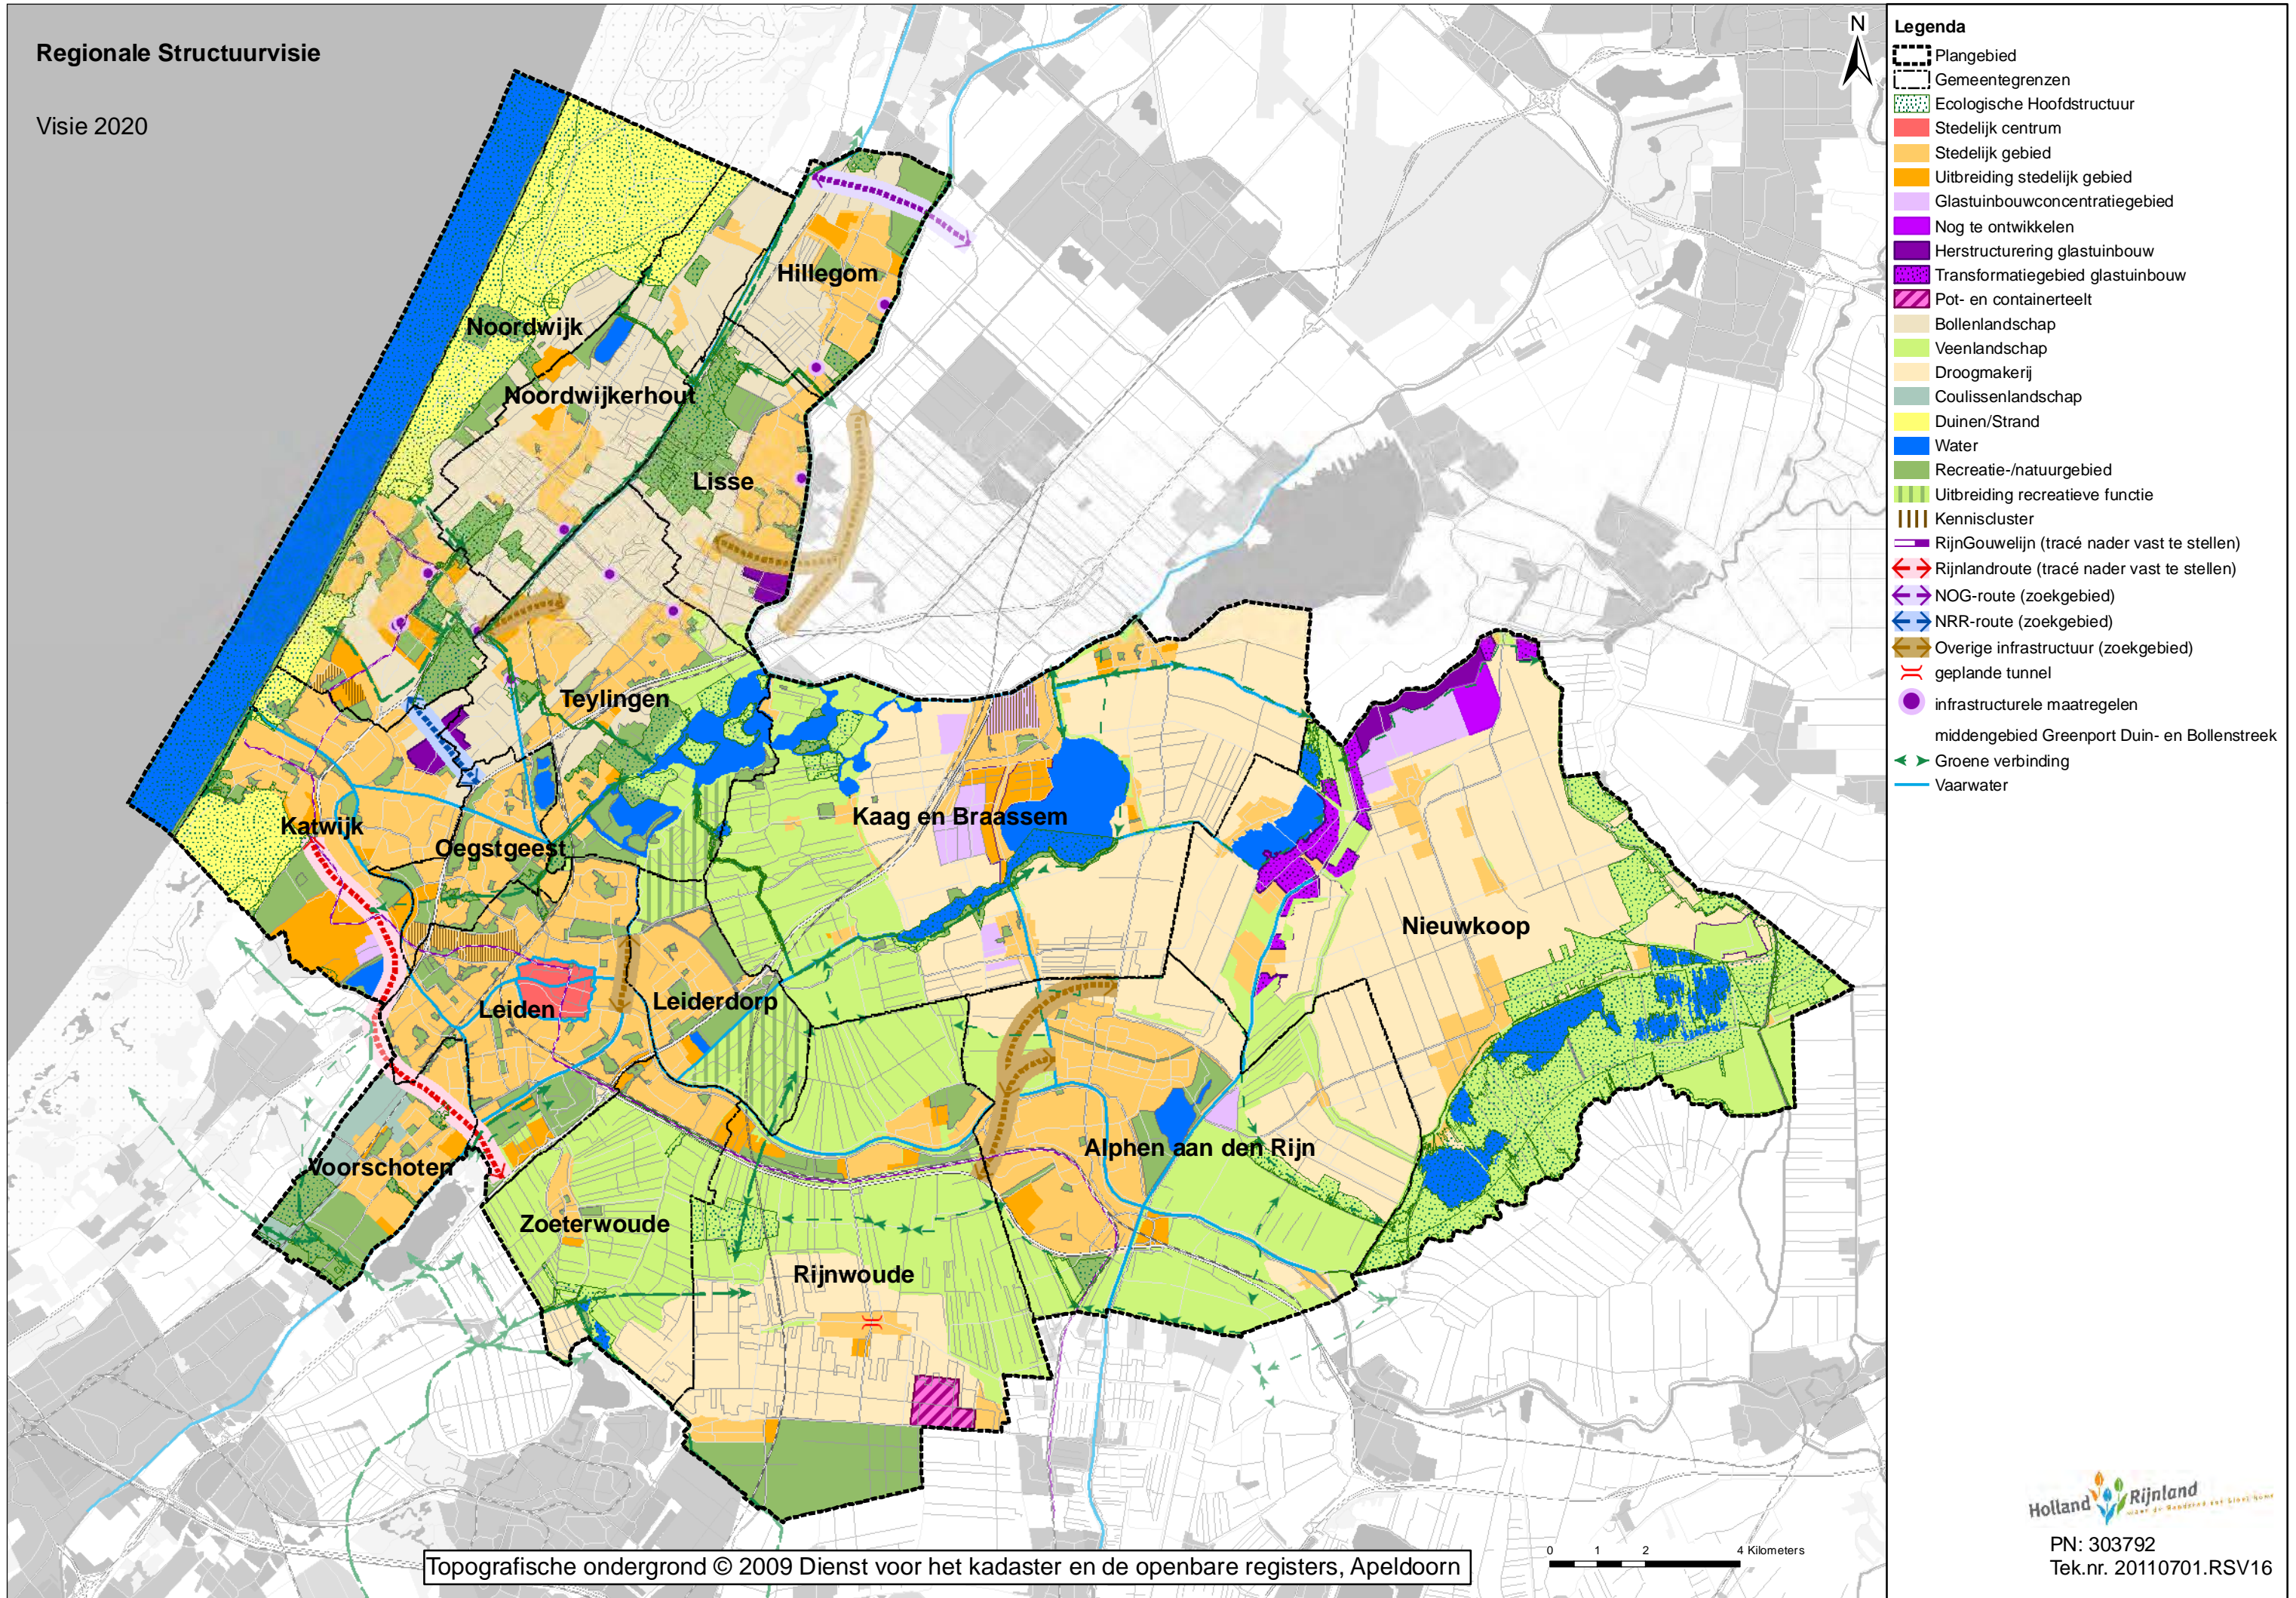 Regionale Structuurvisie
Visie 2020
N
Hillegom
Noordwijk
Noordwijkerhout
Lisse
Teylingen
Katwijk
Oegstgeest
Kaag en Braassem
Nieuwkoop
Leiden
Leiderdorp
Voorschoten
Alphen aan den Rijn
Zoeterwoude
Rijnwoude
Topografische ondergrond © 2009 Dienst voor het kadaster en de openbare registers, Apeldoorn
0 1 2 4 Kilometers
Legenda
Plangebied
Gemeentegrenzen
Ecologische Hoofdstructuur
Stedelijk centrum
Stedelijk gebied
Uitbreiding stedelijk gebied
Glastuinbouwconcentratiegebied
Nog te ontwikkelen
Herstructurering glastuinbouw
Transformatiegebied glastuinbouw
Pot- en containerteelt
Bollenlandschap
Veenlandschap
Droogmakerij
Coulissenlandschap
Duinen/Strand
Water
Recreatie-/natuurgebied
Uitbreiding recreatieve functie
Kenniscluster
RijnGouwelijn (tracé nader vast te stellen)
Rijnlandroute (tracé nader vast te stellen)
NOG-route (zoekgebied)
NRR-route (zoekgebied)
Overige infrastructuur (zoekgebied)
geplande tunnel
infrastructurele maatregelen
middengebied Greenport Duin- en Bollenstreek
Groene verbinding
Vaarwater
Holland Rijnland
PN: 303792
Tek.nr. 20110701.RSV16